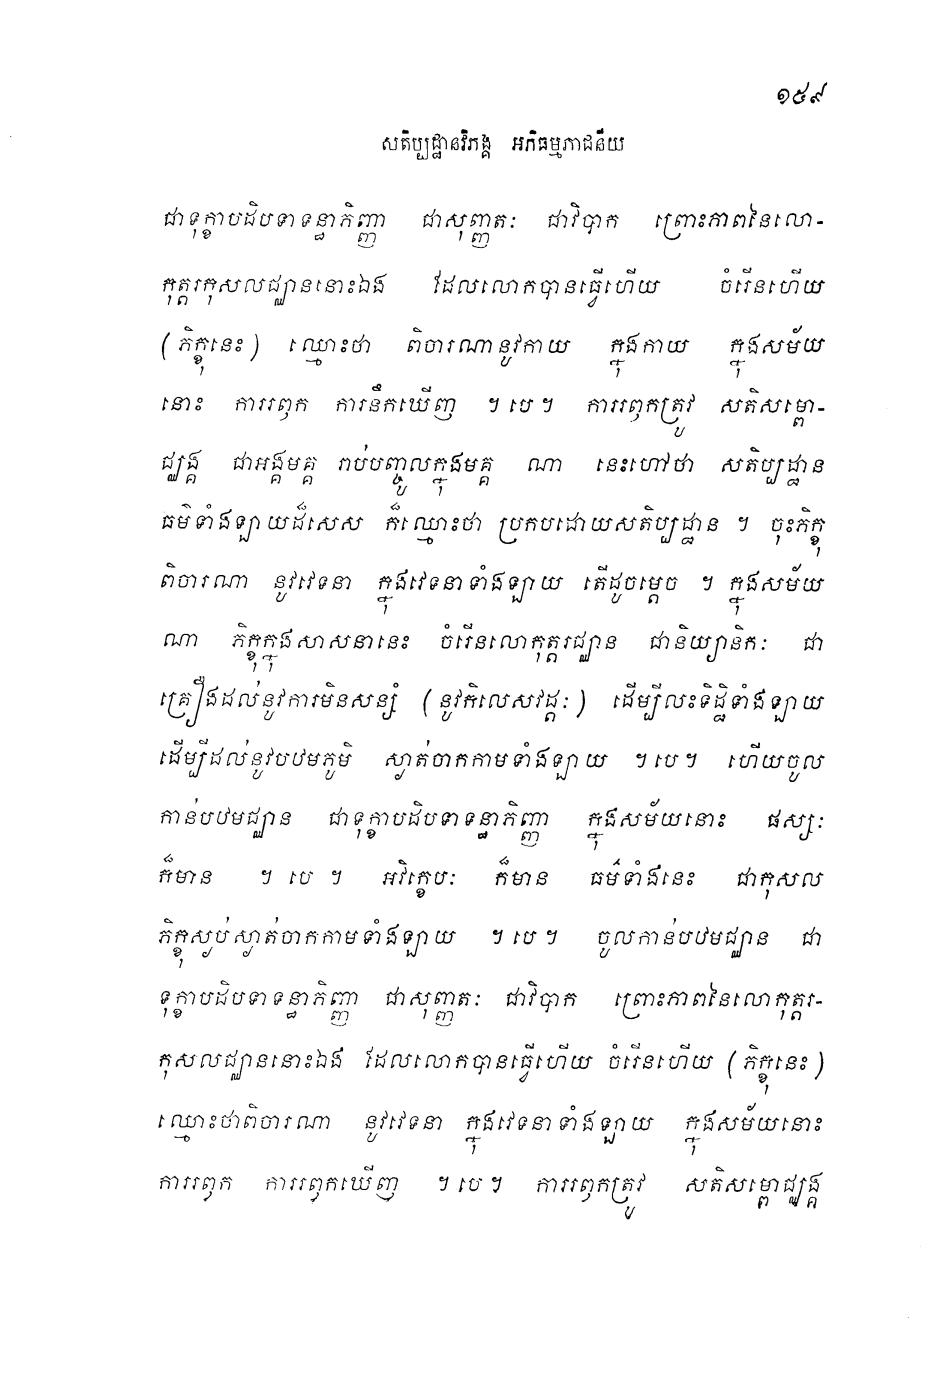 ១៥៩
សតិប្បដ្ឋានវិភង្គ អភិធម្មភាជនីយ
ជាទុក្ខាបដិបទាទន្ធាភិញ្ញា ជាសុញ្ញតៈ ជាវិបាក ព្រោះភាពនៃលោ-
កុត្តរកុសលជ្ឈាននោះឯង ដែលលោកបានធ្វើហើយ ចំរើនហើយ
(ភិក្ខុនេះ) ឈ្មោះថា ពិចារណានូវកាយ ក្នុងកាយ ក្នុងសម័យ
នោះ ការរឭក ការនឹកឃើញ ។ បេ ។ ការរឭកត្រូវ សតិសម្ពោ-
ជ្ឈង្គ ជាអង្គមគ្គ រាប់បញ្ចូលក្នុងមគ្គ ណា នេះហៅថា សតិប្បដ្ឋាន
ធម៌ទាំងឡាយដ៏សេស ក៏ឈ្មោះថា ប្រកបដោយសតិប្បដ្ឋាន ។ ចុះភិក្ខុ
ពិចារណា នូវវេទនា ក្នុងវេទនាទាំងឡាយ តើដូចម្តេច ។ ក្នុងសម័យ
ណា ភិក្ខុក្នុងសាសនានេះ ចំរើនលោកុត្តរជ្ឈាន ជានិយ្យានិកៈ ជា
គ្រឿងដល់នូវការមិនសន្សំ (នូវកិលេសវដ្តៈ) ដើម្បីលះទិដ្ឋិទាំងឡាយ
ដើម្បីដល់នូវបឋមភូមិ ស្ងាត់ចាកកាមទាំងឡាយ ។ បេ ។ ហើយចូល
កាន់បឋមជ្ឈាន ជាទុក្ខាបដិបទាទន្ធាភិញ្ញា ក្នុងសម័យនោះ ផស្សៈ
ក៏មាន ។ បេ ។ អវិក្ខេបៈ ក៏មាន ធម៌ទាំងនេះ ជាកុសល
ភិក្ខុស្ងប់ស្ងាត់ចាកកាមទាំងឡាយ ។ បេ ។ ចូលកាន់បឋមជ្ឈាន ជា
ទុក្ខាបដិបទាទន្ធាភិញ្ញា ជាសុញ្ញតៈ ជាវិបាក ព្រោះភាពនៃលោកុត្តរ-
កុសលជ្ឈាននោះឯង ដែលលោកបានធ្វើហើយ ចំរើនហើយ (ភិក្ខុនេះ)
ឈ្មោះថាពិចារណា នូវវេទនា ក្នុងវេទនាទាំងឡាយ ក្នុងសម័យនោះ
ការរឭក ការរឭកឃើញ ។ បេ ។ ការរឭកត្រូវ សតិសម្ពោជ្ឈង្គ